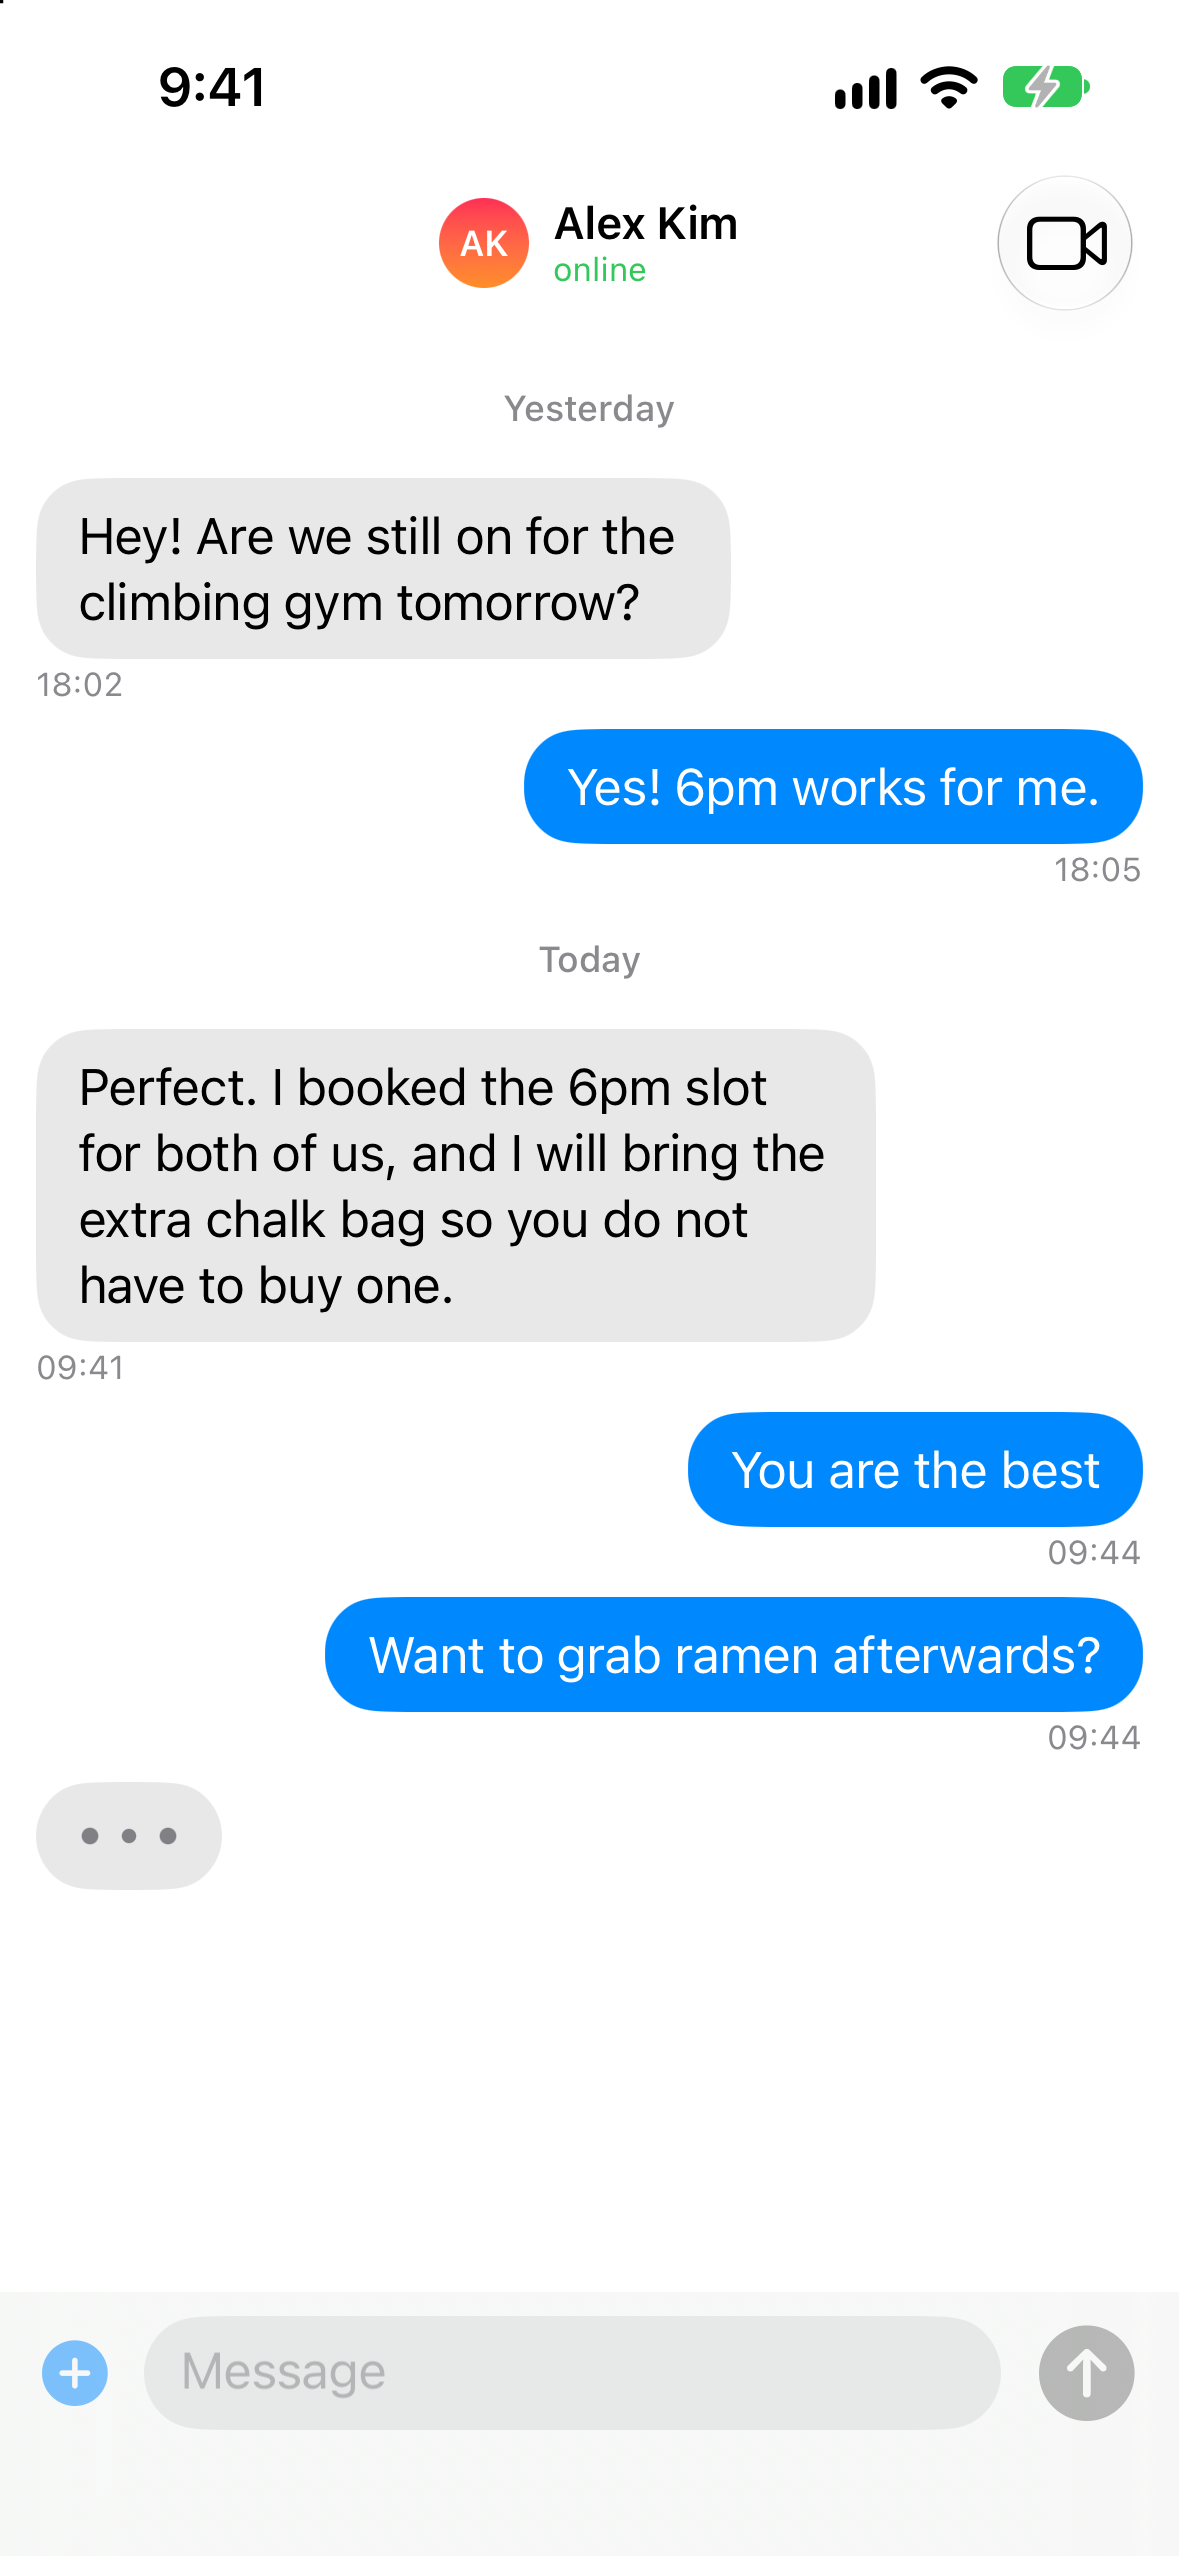 9:41
AK
Alex Kim
online
Yesterday
Hey! Are we still on for the
climbing gym tomorrow?
18:02
Yes! 6pm works for me.
18:05
Today
Perfect. I booked the 6pm slot
for both of us, and I will bring the
extra chalk bag so you do not
have to buy one.
09:41
You are the best
09:44
Want to grab ramen afterwards?
09:44
Message